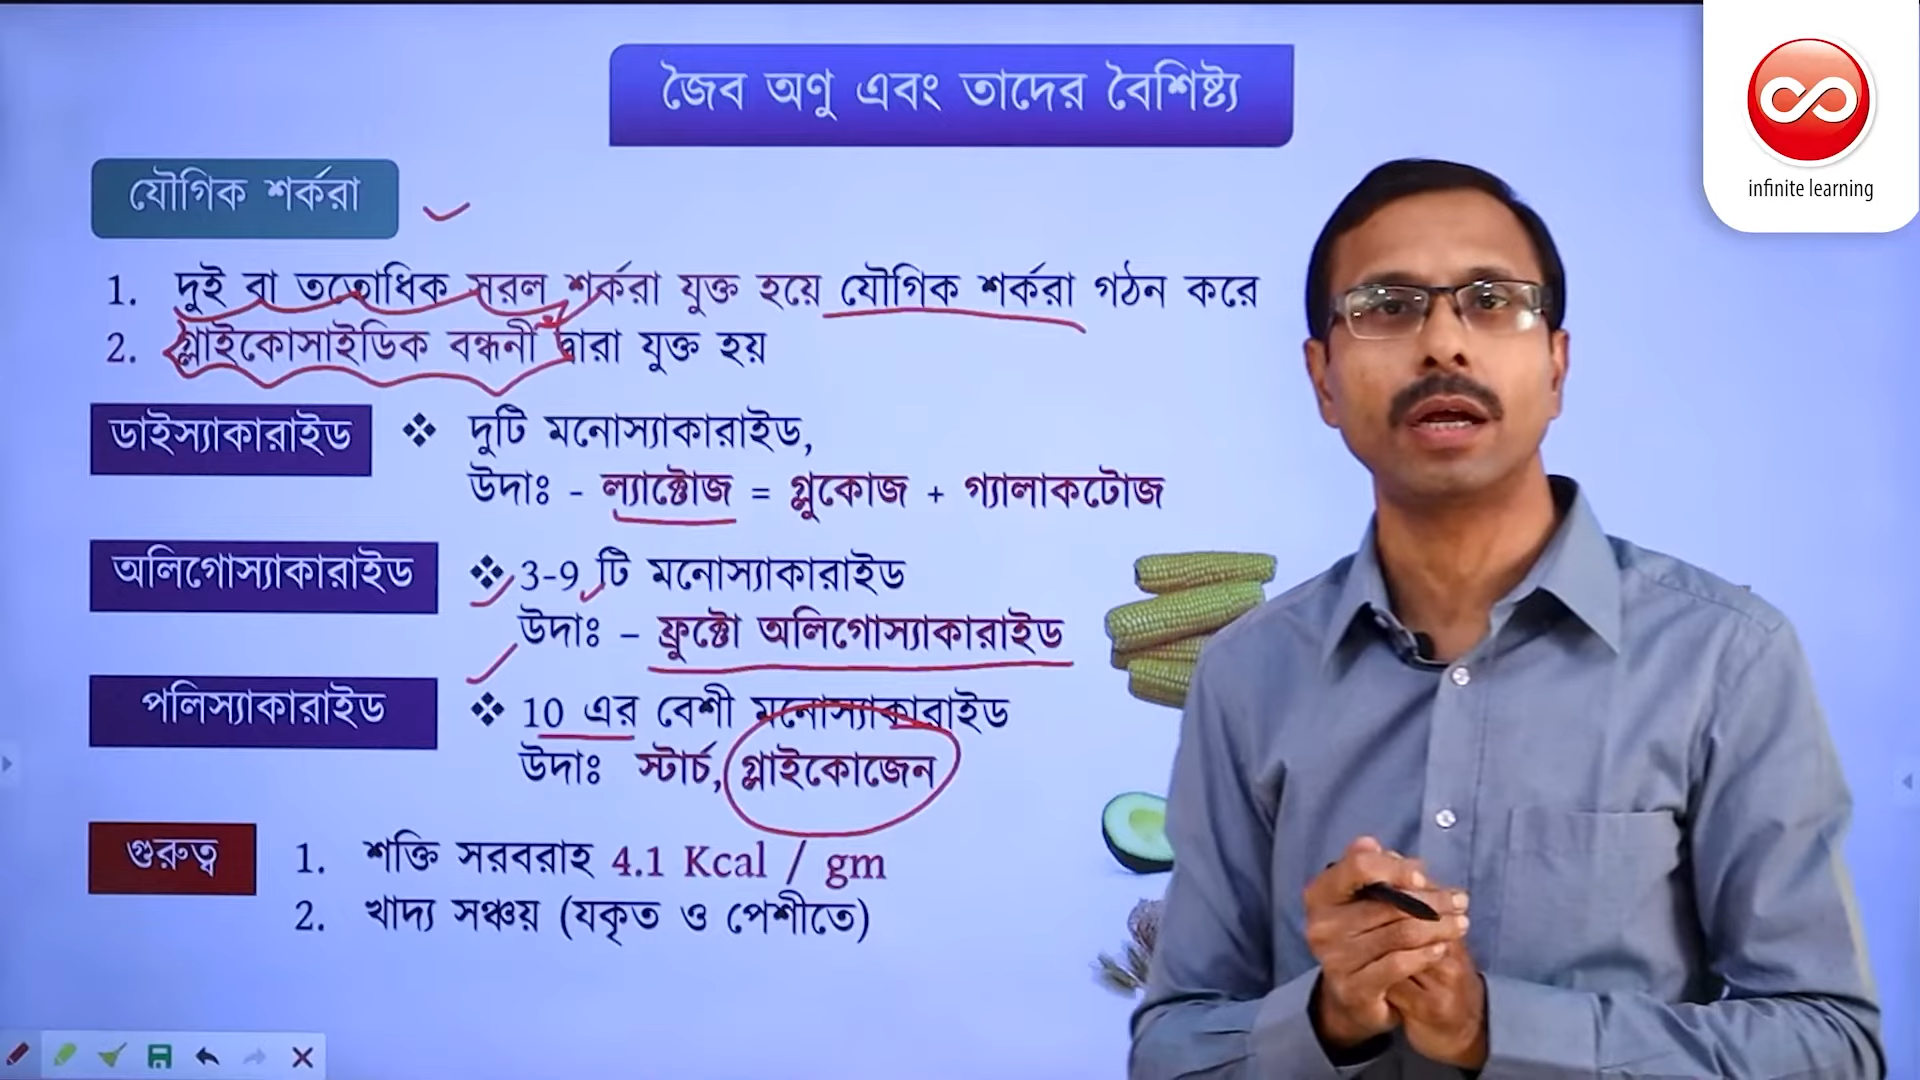 জৈব অণু এবং তাদের বৈশিষ্ট্য
infinite learning
যৌগিক শর্করা
1. দুই বা ততোধিক সরল শর্করা যুক্ত হয়ে যৌগিক শর্করা গঠন করে
2. গ্লাইকোসাইডিক বন্ধনী দ্বারা যুক্ত হয়
ডাইস্যাকারাইড ❖ দুটি মনোস্যাকারাইড,
উদাঃ - ল্যাক্টোজ = গ্লুকোজ + গ্যালাকটোজ
অলিগোস্যাকারাইড ❖ 3-9 টি মনোস্যাকারাইড
উদাঃ – ফ্রুক্টো অলিগোস্যাকারাইড
পলিস্যাকারাইড ❖ 10 এর বেশী মনোস্যাকারাইড
উদাঃ স্টার্চ, গ্লাইকোজেন
গুরুত্ব 1. শক্তি সরবরাহ 4.1 Kcal / gm
2. খাদ্য সঞ্চয় (যকৃত ও পেশীতে)